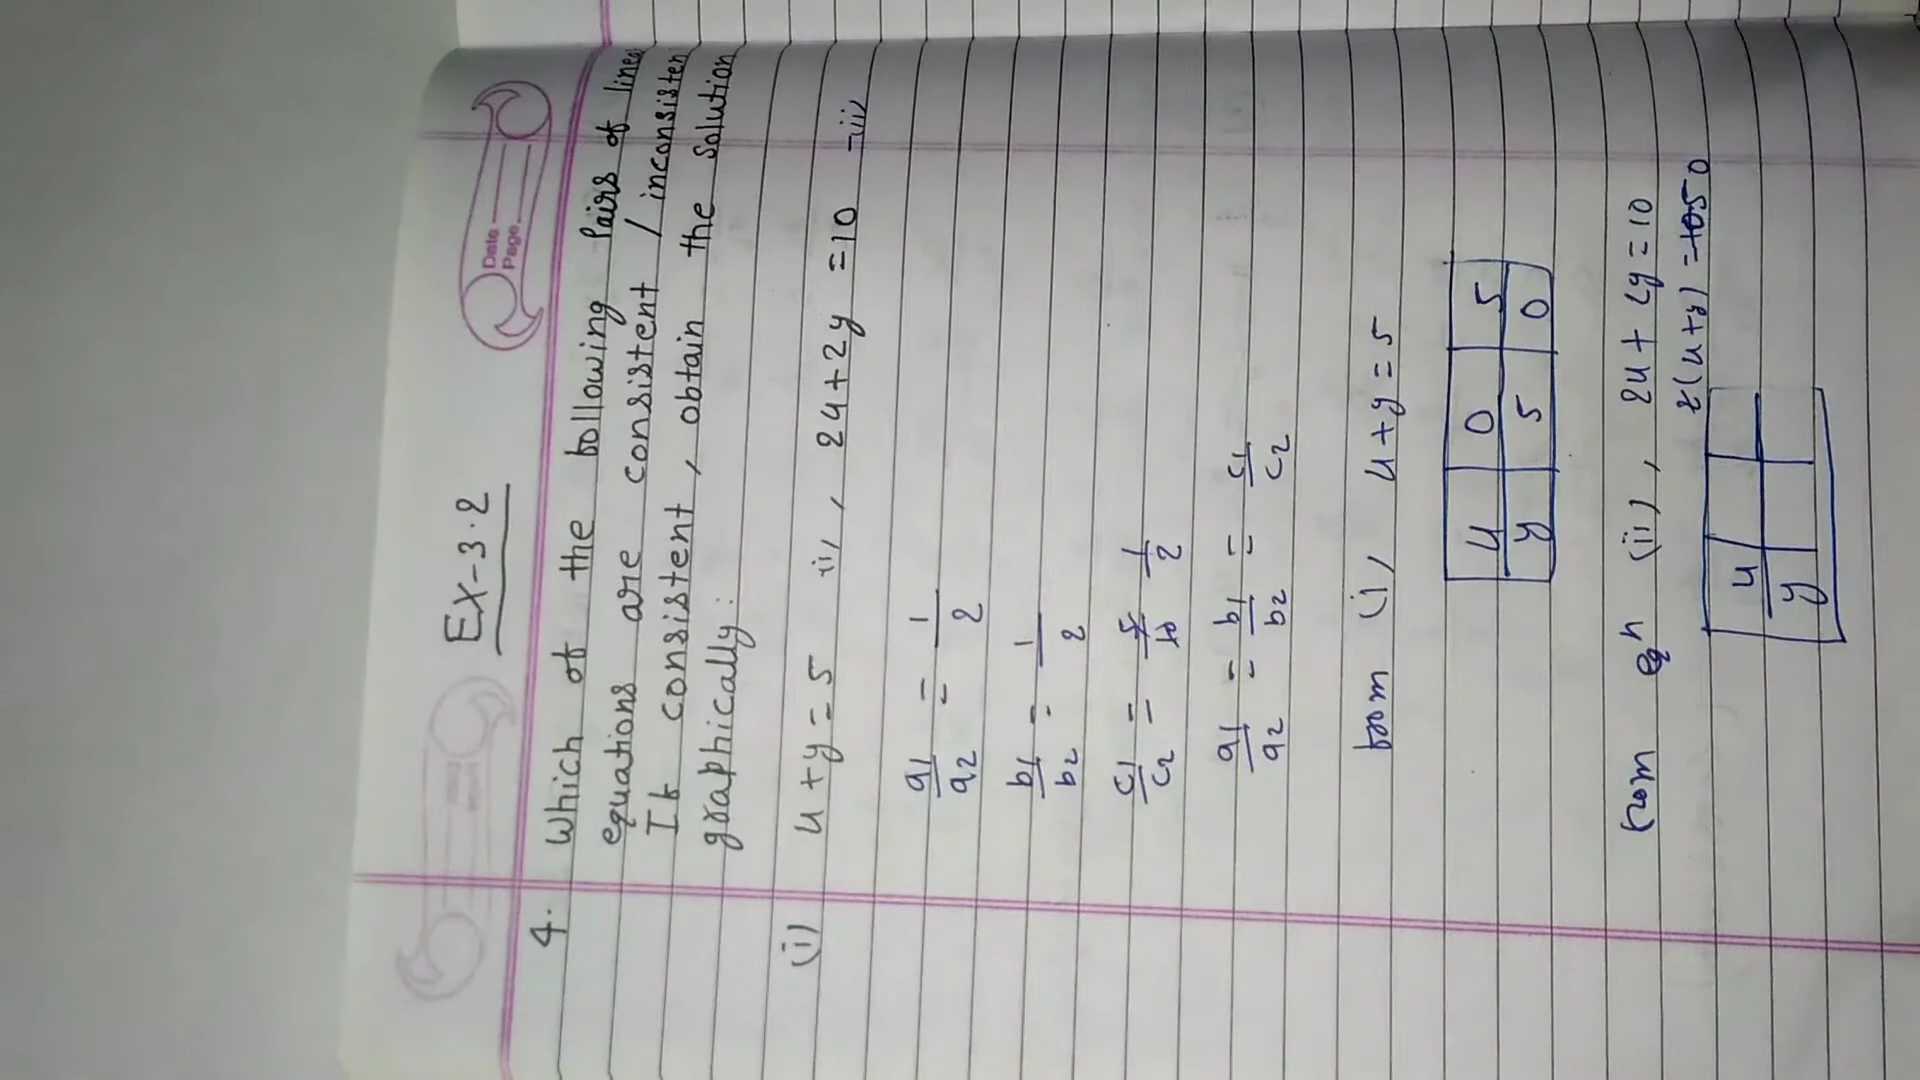 Date
Page
EX-3.2
4. Which of the following Pairs of linea
equations are consistent / inconsisten
If consistent, obtain the solution
graphically:
(i) x+y=5 -(i), 2x+2y=10 -(ii)
a1/a2 = 1/2
b1/b2 = 1/2
c1/c2 = 5/10 1/2
a1/a2 = b1/b2 = c1/c2
from (i), x+y=5
x 0 5
y 5 0
from eqn (ii), 2x+2y=10
2(x+y)=1050
x
y